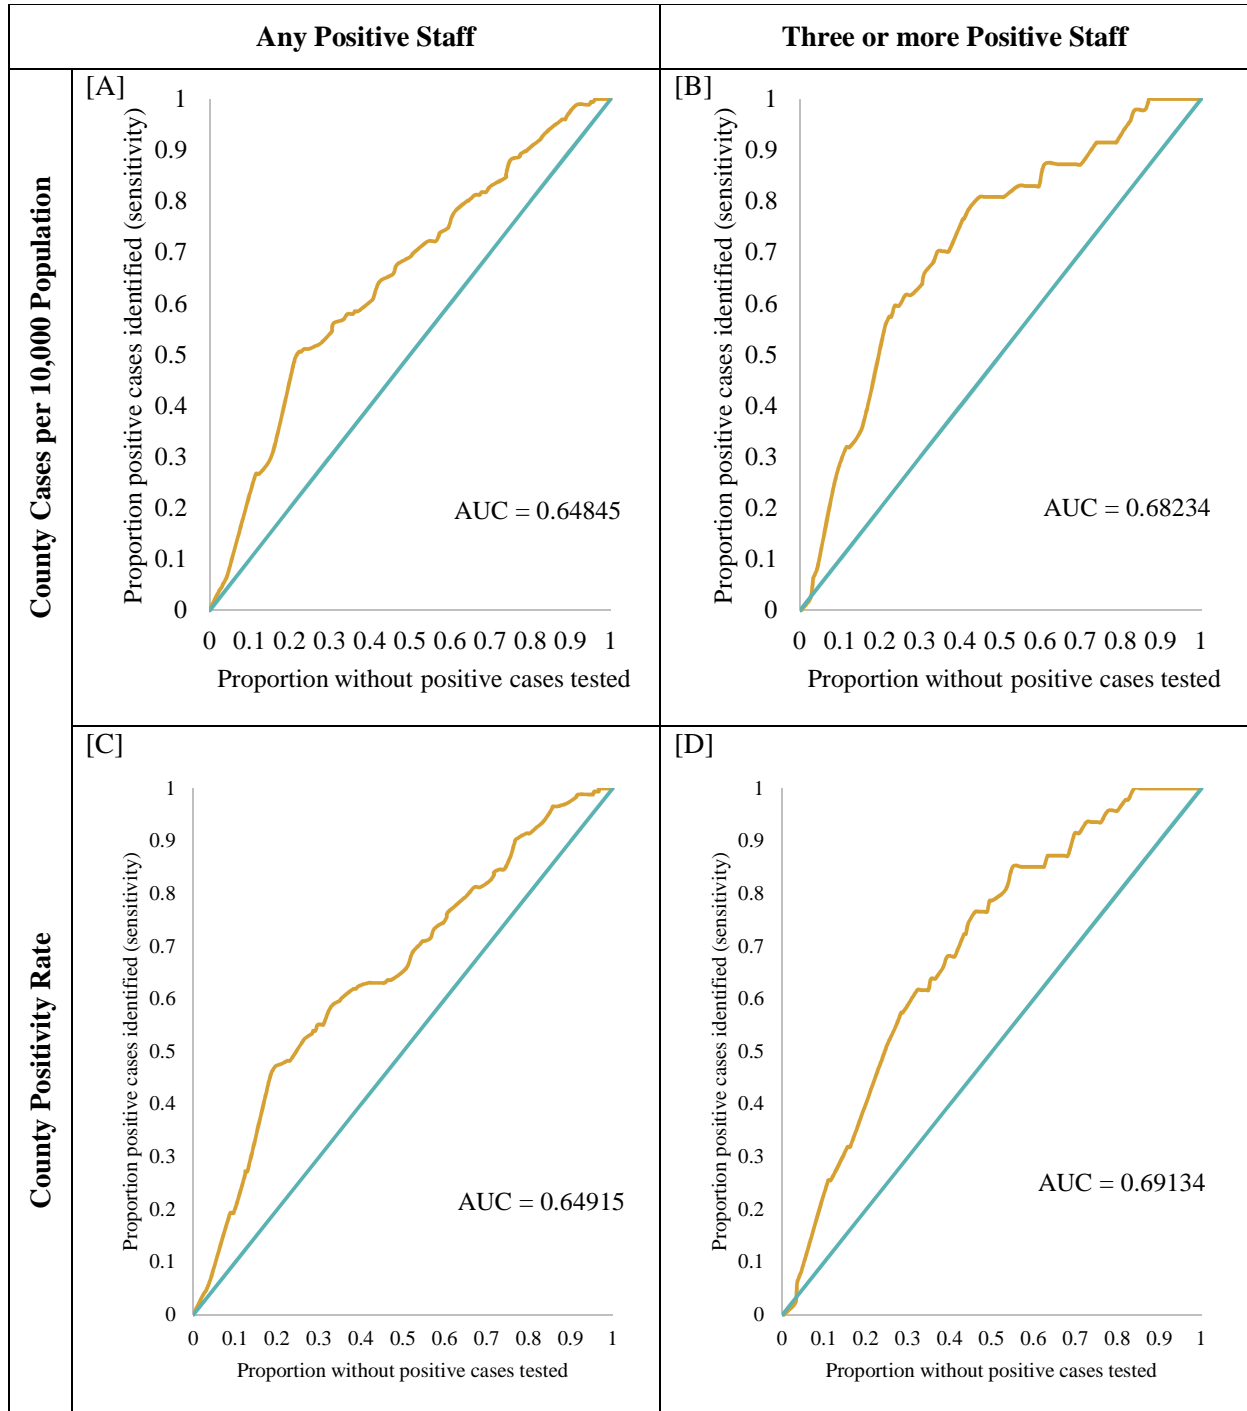 Any Positive Staff
Three or more Positive Staff
County Cases per 10,000 Population
[A]
Proportion positive cases identified (sensitivity)
1
0.9
0.8
0.7
0.6
0.5
0.4
0.3
0.2
0.1
0
AUC = 0.64845
0 0.1 0.2 0.3 0.4 0.5 0.6 0.7 0.8 0.9 1
Proportion without positive cases tested
[B]
Proportion positive cases identified (sensitivity)
1
0.9
0.8
0.7
0.6
0.5
0.4
0.3
0.2
0.1
0
AUC = 0.68234
0 0.1 0.2 0.3 0.4 0.5 0.6 0.7 0.8 0.9 1
Proportion without positive cases tested
County Positivity Rate
[C]
Proportion positive cases identified (sensitivity)
1
0.9
0.8
0.7
0.6
0.5
0.4
0.3
0.2
0.1
0
AUC = 0.64915
0 0.1 0.2 0.3 0.4 0.5 0.6 0.7 0.8 0.9 1
Proportion without positive cases tested
[D]
Proportion positive cases identified (sensitivity)
1
0.9
0.8
0.7
0.6
0.5
0.4
0.3
0.2
0.1
0
AUC = 0.69134
0 0.1 0.2 0.3 0.4 0.5 0.6 0.7 0.8 0.9 1
Proportion without positive cases tested